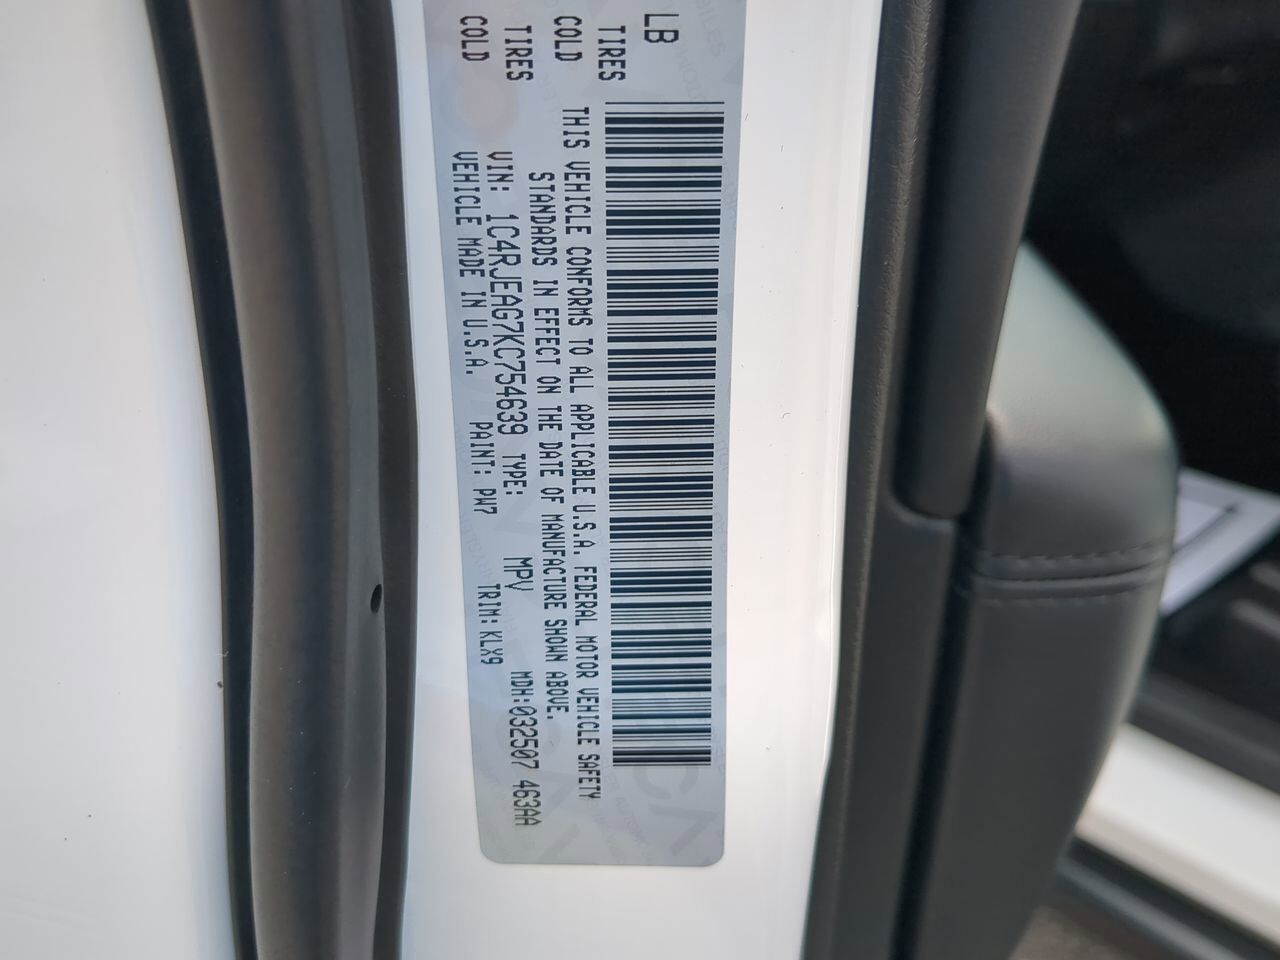 LB
TIRES
COLD
TIRES
COLD
THIS VEHICLE CONFORMS TO ALL APPLICABLE U.S.A. FEDERAL MOTOR VEHICLE SAFETY
STANDARDS IN EFFECT ON THE DATE OF MANUFACTURE SHOWN ABOVE.
VIN: 1C4RJEAG7KC754639 TYPE: MPV MDH:032507 463AA
VEHICLE MADE IN U.S.A. PAINT: PW7 TRIM: KLX9